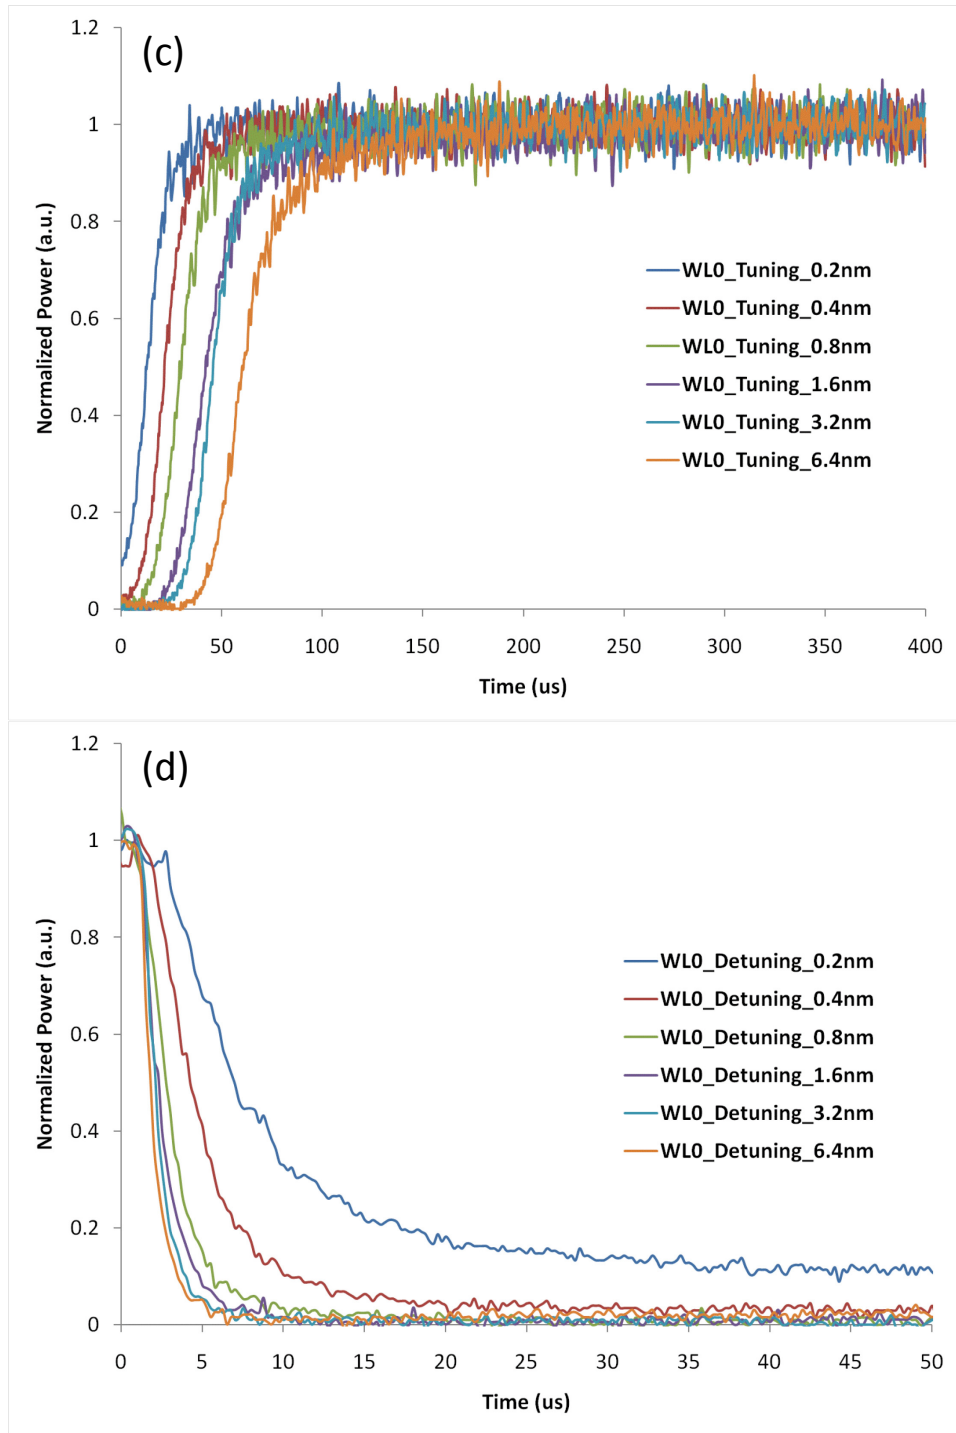 (c)
1.2
1
0.8
0.6
0.4
0.2
0
Normalized Power (a.u.)
WL0_Tuning_0.2nm
WL0_Tuning_0.4nm
WL0_Tuning_0.8nm
WL0_Tuning_1.6nm
WL0_Tuning_3.2nm
WL0_Tuning_6.4nm
0 50 100 150 200 250 300 350 400
Time (us)
(d)
1.2
1
0.8
0.6
0.4
0.2
0
Normalized Power (a.u.)
WL0_Detuning_0.2nm
WL0_Detuning_0.4nm
WL0_Detuning_0.8nm
WL0_Detuning_1.6nm
WL0_Detuning_3.2nm
WL0_Detuning_6.4nm
0 5 10 15 20 25 30 35 40 45 50
Time (us)